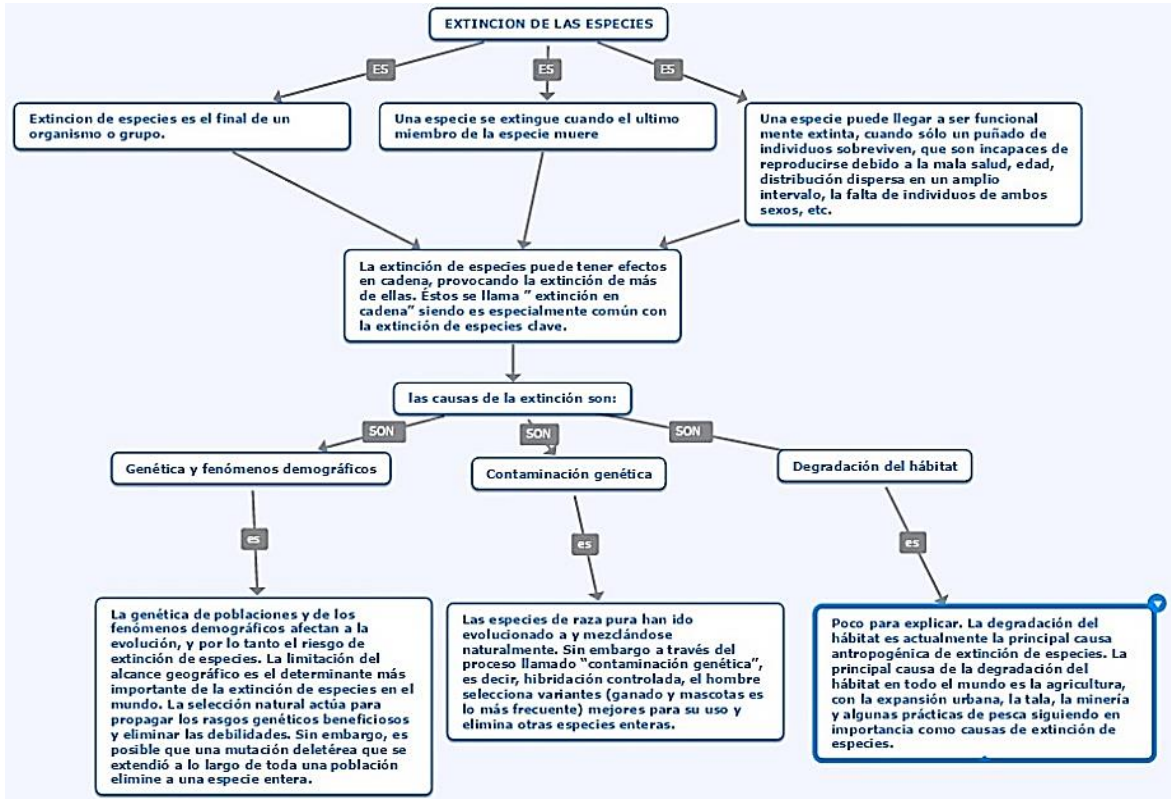 EXTINCION DE LAS ESPECIES
ES
ES
ES
Extincion de especies es el final de un
organismo o grupo.
Una especie se extingue cuando el ultimo
miembro de la especie muere
Una especie puede llegar a ser funcional
mente extinta, cuando sólo un puñado de
individuos sobreviven, que son incapaces de
reproducirse debido a la mala salud, edad,
distribución dispersa en un amplio
intervalo, la falta de individuos de ambos
sexos, etc.
La extinción de especies puede tener efectos
en cadena, provocando la extinción de más
de ellas. Éstos se llama ” extinción en
cadena” siendo es especialmente común con
la extinción de especies clave.
las causas de la extinción son:
SON
SON
SON
Genética y fenómenos demográficos
Contaminación genética
Degradación del hábitat
es
es
es
La genética de poblaciones y de los
fenómenos demográficos afectan a la
evolución, y por lo tanto el riesgo de
extinción de especies. La limitación del
alcance geográfico es el determinante más
importante de la extinción de especies en el
mundo. La selección natural actúa para
propagar los rasgos genéticos beneficiosos
y eliminar las debilidades. Sin embargo, es
posible que una mutación deletérea que se
extendió a lo largo de toda una población
elimine a una especie entera.
Las especies de raza pura han ido
evolucionado a y mezclándose
naturalmente. Sin embargo a través del
proceso llamado “contaminación genética”,
es decir, hibridación controlada, el hombre
selecciona variantes (ganado y mascotas es
lo más frecuente) mejores para su uso y
elimina otras especies enteras.
Poco para explicar. La degradación del
hábitat es actualmente la principal causa
antropogénica de extinción de especies. La
principal causa de la degradación del
hábitat en todo el mundo es la agricultura,
con la expansión urbana, la tala, la minería
y algunas prácticas de pesca siguiendo en
importancia como causas de extinción de
especies.